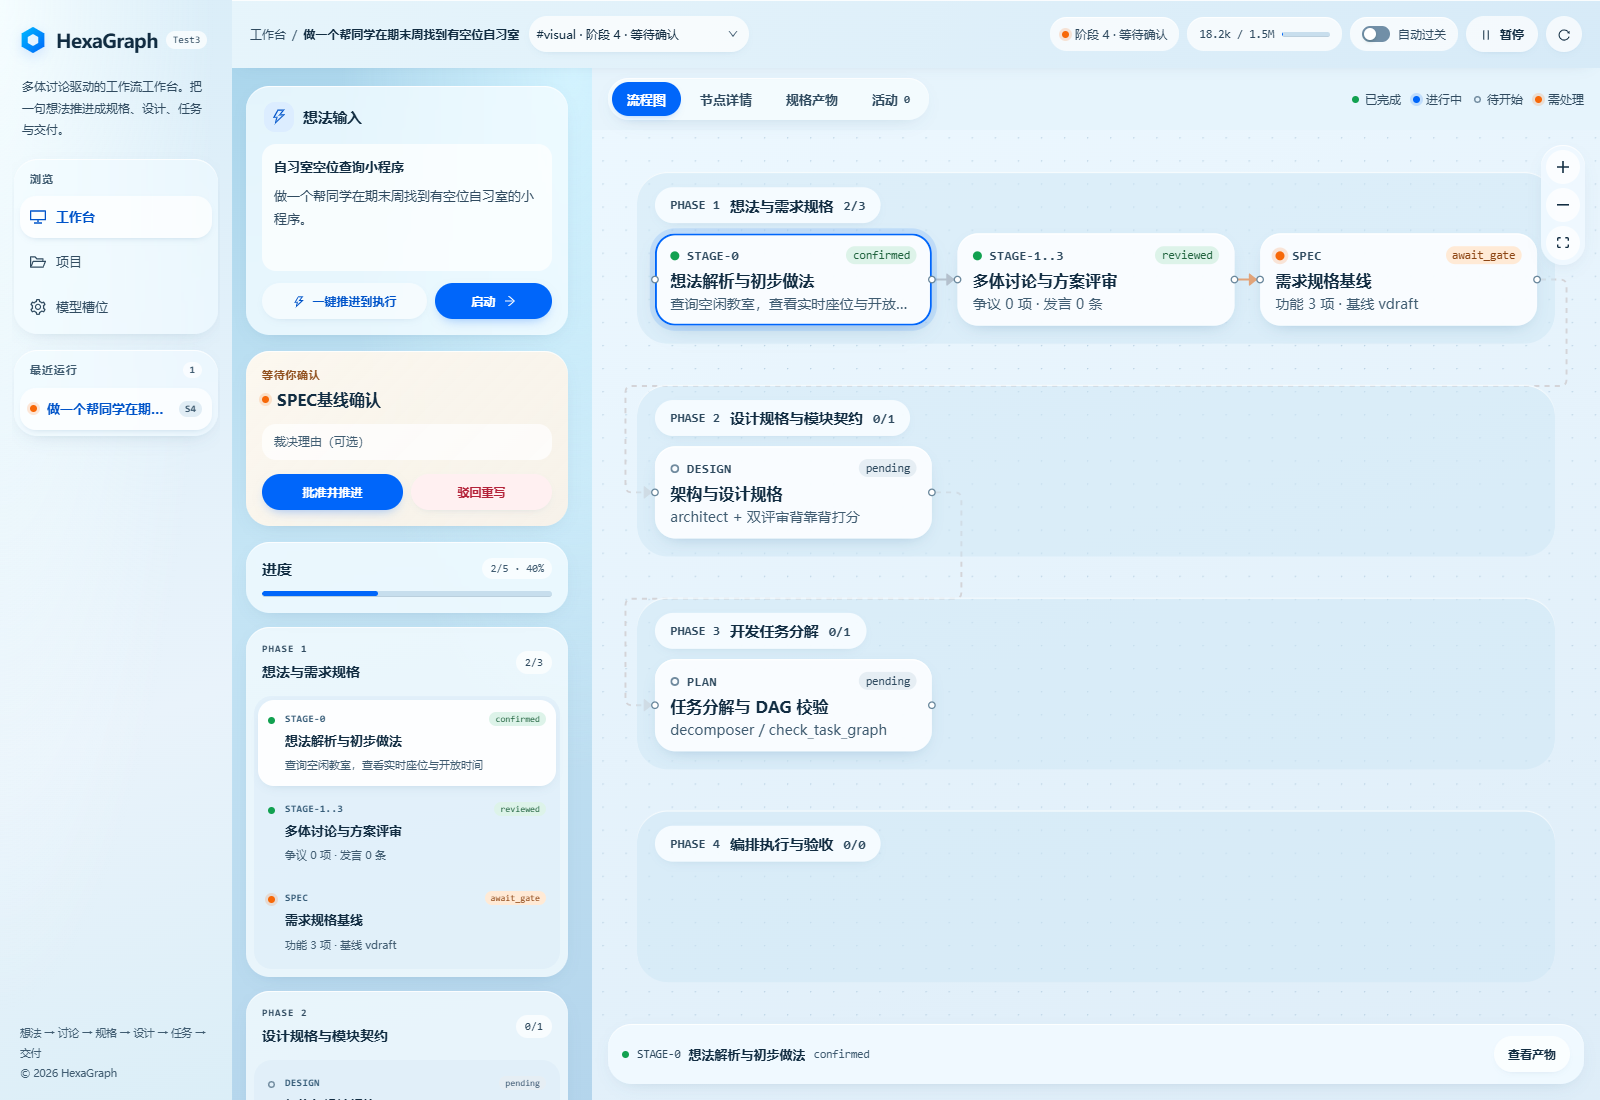 HexaGraph Test3
多体讨论驱动的工作流工作台。把
一句想法推进成规格、设计、任务
与交付。
浏览
工作台
项目
模型槽位
最近运行 1
做一个帮同学在期... S4
想法 → 讨论 → 规格 → 设计 → 任务 →
交付
© 2026 HexaGraph
工作台 / 做一个帮同学在期末周找到有空位自习室
#visual · 阶段 4 · 等待确认
阶段 4 · 等待确认
18.2k / 1.5M
自动过关
暂停
想法输入
自习室空位查询小程序
做一个帮同学在期末周找到有空位自习室的小
程序。
一键推进到执行
启动
等待你确认
SPEC基线确认
裁决理由（可选）
批准并推进
驳回重写
进度
2/5 · 40%
PHASE 1
想法与需求规格
2/3
STAGE-0 confirmed
想法解析与初步做法
查询空闲教室，查看实时座位与开放时间
STAGE-1..3 reviewed
多体讨论与方案评审
争议 0 项 · 发言 0 条
SPEC await_gate
需求规格基线
功能 3 项 · 基线 vdraft
PHASE 2
设计规格与模块契约
0/1
DESIGN pending
流程图 节点详情 规格产物 活动 0
已完成 进行中 待开始 需处理
PHASE 1 想法与需求规格 2/3
STAGE-0 confirmed
想法解析与初步做法
查询空闲教室，查看实时座位与开放...
STAGE-1..3 reviewed
多体讨论与方案评审
争议 0 项 · 发言 0 条
SPEC await_gate
需求规格基线
功能 3 项 · 基线 vdraft
PHASE 2 设计规格与模块契约 0/1
DESIGN pending
架构与设计规格
architect + 双评审背靠背打分
PHASE 3 开发任务分解 0/1
PLAN pending
任务分解与 DAG 校验
decomposer / check_task_graph
PHASE 4 编排执行与验收 0/0
STAGE-0 想法解析与初步做法 confirmed
查看产物